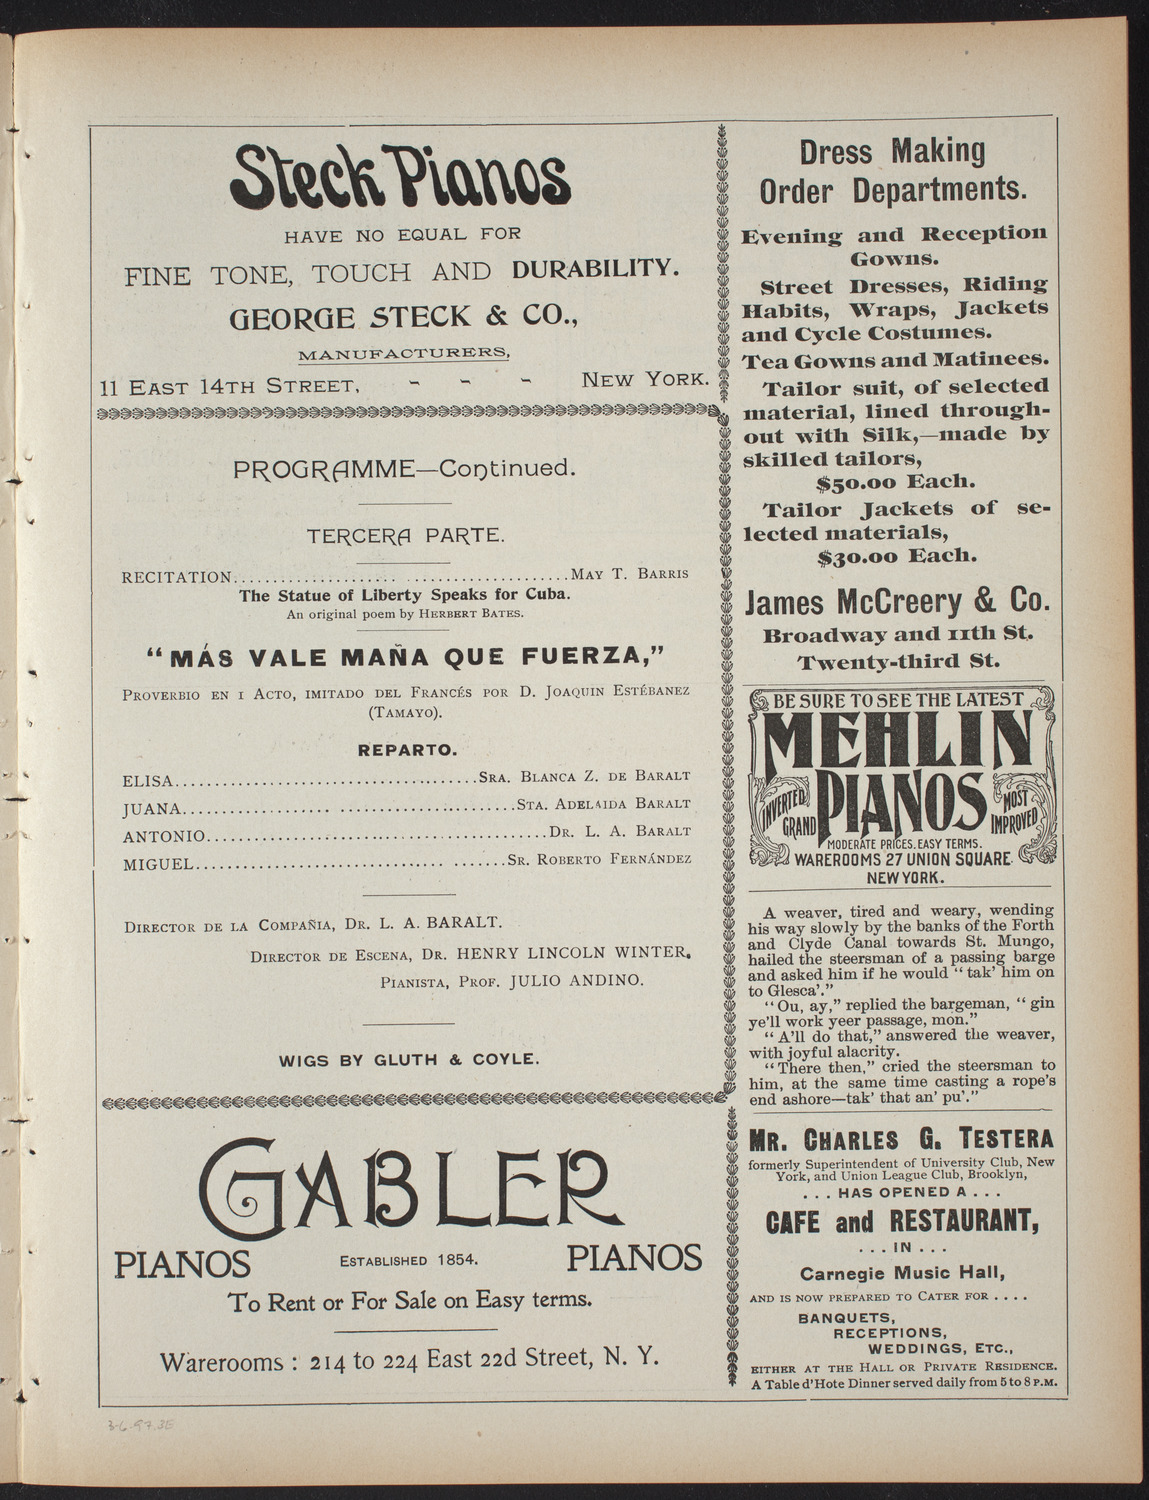 Steck Pianos
HAVE NO EQUAL FOR
FINE TONE, TOUCH AND DURABILITY.
GEORGE STECK & CO.,
MANUFACTURERS,
11 EAST 14TH STREET, - - - NEW YORK.
PROGRAMME—Continued.
TERCERA PARTE.
RECITATION..........................................MAY T. BARRIS
The Statue of Liberty Speaks for Cuba.
An original poem by HERBERT BATES.
“MÁS VALE MAÑA QUE FUERZA,”
PROVERBIO EN 1 ACTO, IMITADO DEL FRANCÉS POR D. JOAQUIN ESTÉBANEZ
(TAMAYO).
REPARTO.
ELISA.......................................SRA. BLANCA Z. DE BARALT
JUANA...........................................STA. ADELAIDA BARALT
ANTONIO............................................DR. L. A. BARALT
MIGUEL........................................SR. ROBERTO FERNÁNDEZ
DIRECTOR DE LA COMPAÑIA, DR. L. A. BARALT.
DIRECTOR DE ESCENA, DR. HENRY LINCOLN WINTER.
PIANISTA, PROF. JULIO ANDINO.
WIGS BY GLUTH & COYLE.
GABLER
PIANOS ESTABLISHED 1854. PIANOS
To Rent or For Sale on Easy terms.
Warerooms : 214 to 224 East 22d Street, N. Y.
3-6-97.3E
Dress Making
Order Departments.
Evening and Reception
Gowns.
Street Dresses, Riding
Habits, Wraps, Jackets
and Cycle Costumes.
Tea Gowns and Matinees.
Tailor suit, of selected
material, lined through-
out with Silk,—made by
skilled tailors,
$50.00 Each.
Tailor Jackets of se-
lected materials,
$30.00 Each.
James McCreery & Co.
Broadway and 11th St.
Twenty-third St.
BE SURE TO SEE THE LATEST
MEHLIN
PIANOS
INVERTED
GRAND
MOST
IMPROVED
MODERATE PRICES. EASY TERMS.
WAREROOMS 27 UNION SQUARE
NEW YORK.
A weaver, tired and weary, wending
his way slowly by the banks of the Forth
and Clyde Canal towards St. Mungo,
hailed the steersman of a passing barge
and asked him if he would “ tak’ him on
to Glesca’.”
“Ou, ay,” replied the bargeman, “ gin
ye’ll work yeer passage, mon.”
“A’ll do that,” answered the weaver,
with joyful alacrity.
“There then,” cried the steersman to
him, at the same time casting a rope’s
end ashore—tak’ that an’ pu’.”
MR. CHARLES G. TESTERA
formerly Superintendent of University Club, New
York, and Union League Club, Brooklyn,
. . . HAS OPENED A . . .
CAFE and RESTAURANT,
. . . IN . . .
Carnegie Music Hall,
AND IS NOW PREPARED TO CATER FOR . . . .
BANQUETS,
RECEPTIONS,
WEDDINGS, ETC.,
EITHER AT THE HALL OR PRIVATE RESIDENCE.
A Table d’Hote Dinner served daily from 5 to 8 P.M.